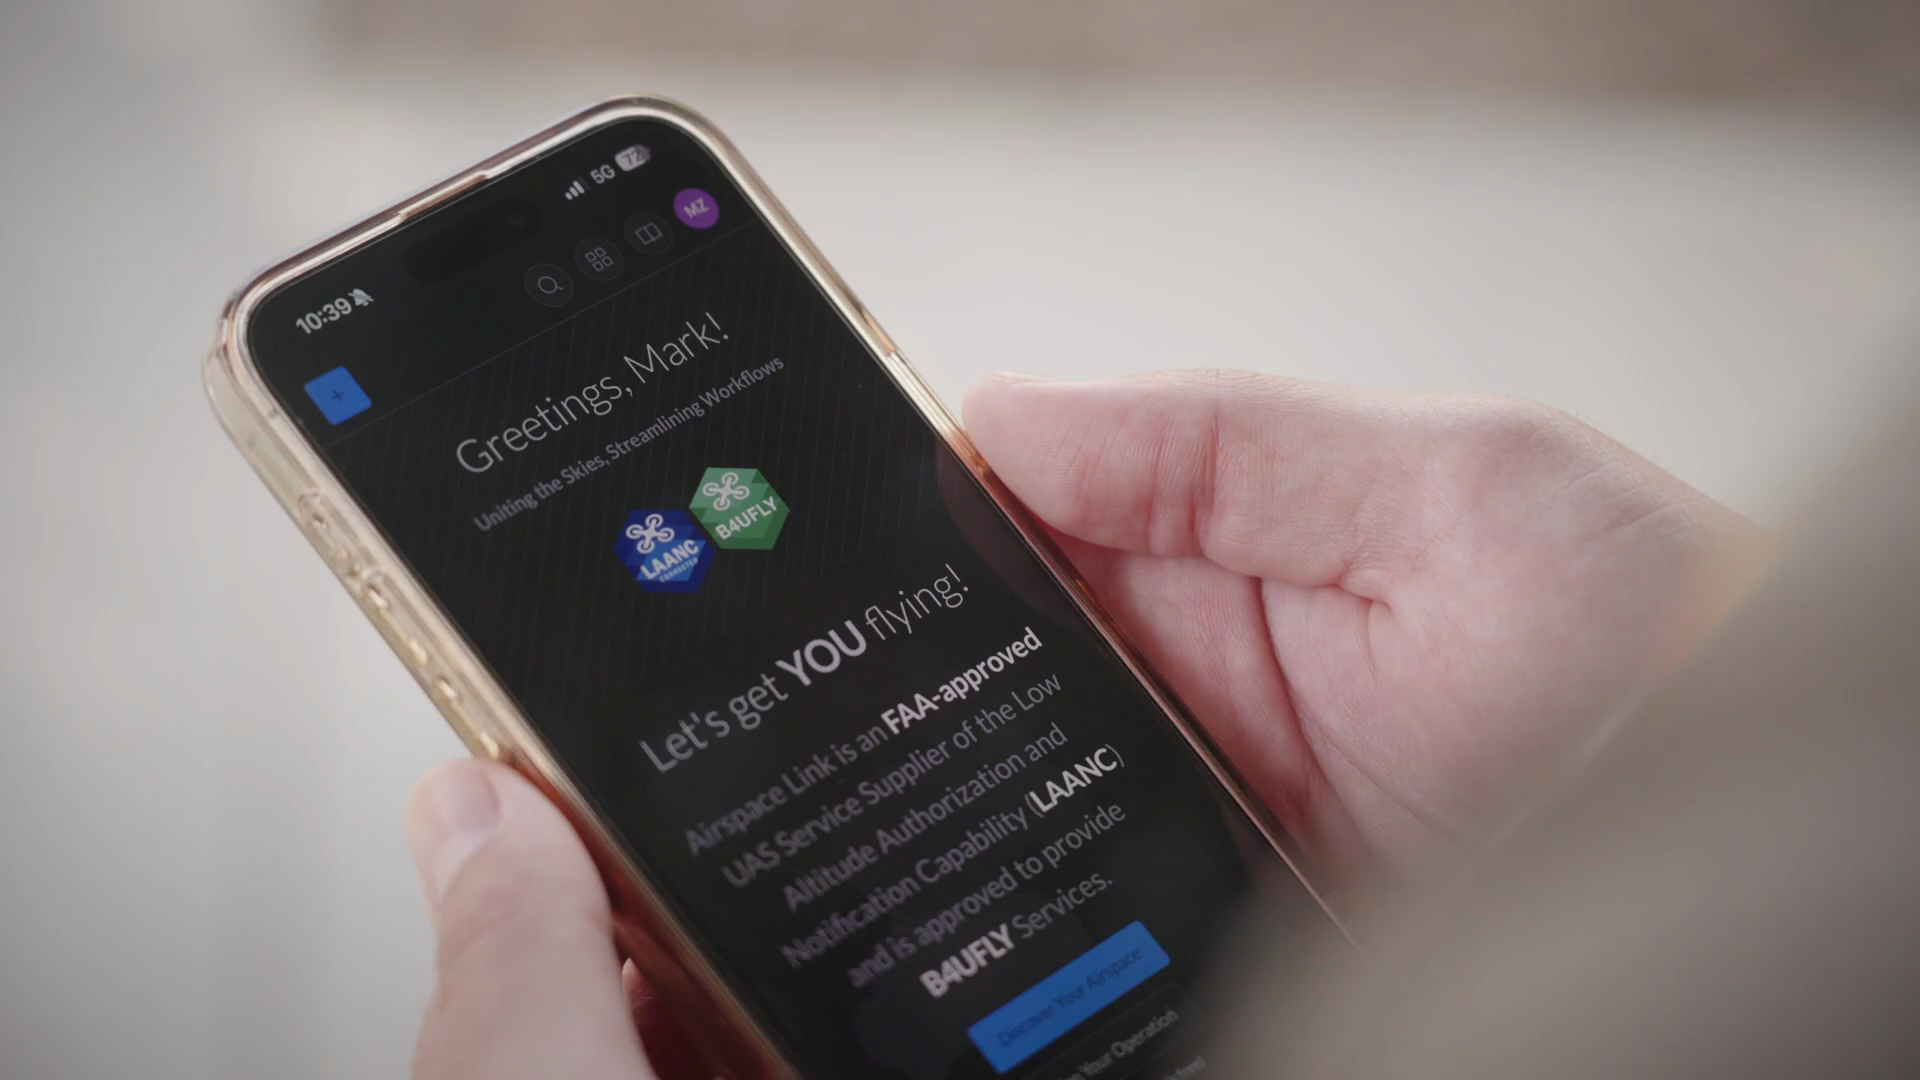 10:39
5G 72
MZ
+
Greetings, Mark!
Uniting the Skies, Streamlining Workflows
LAANC
CONNECTED
B4UFLY
Let's get YOU flying!
Airspace Link is an FAA-approved
UAS Service Supplier of the Low
Altitude Authorization and
Notification Capability (LAANC)
and is approved to provide
B4UFLY Services.
Discover Your Airspace
Your Operation